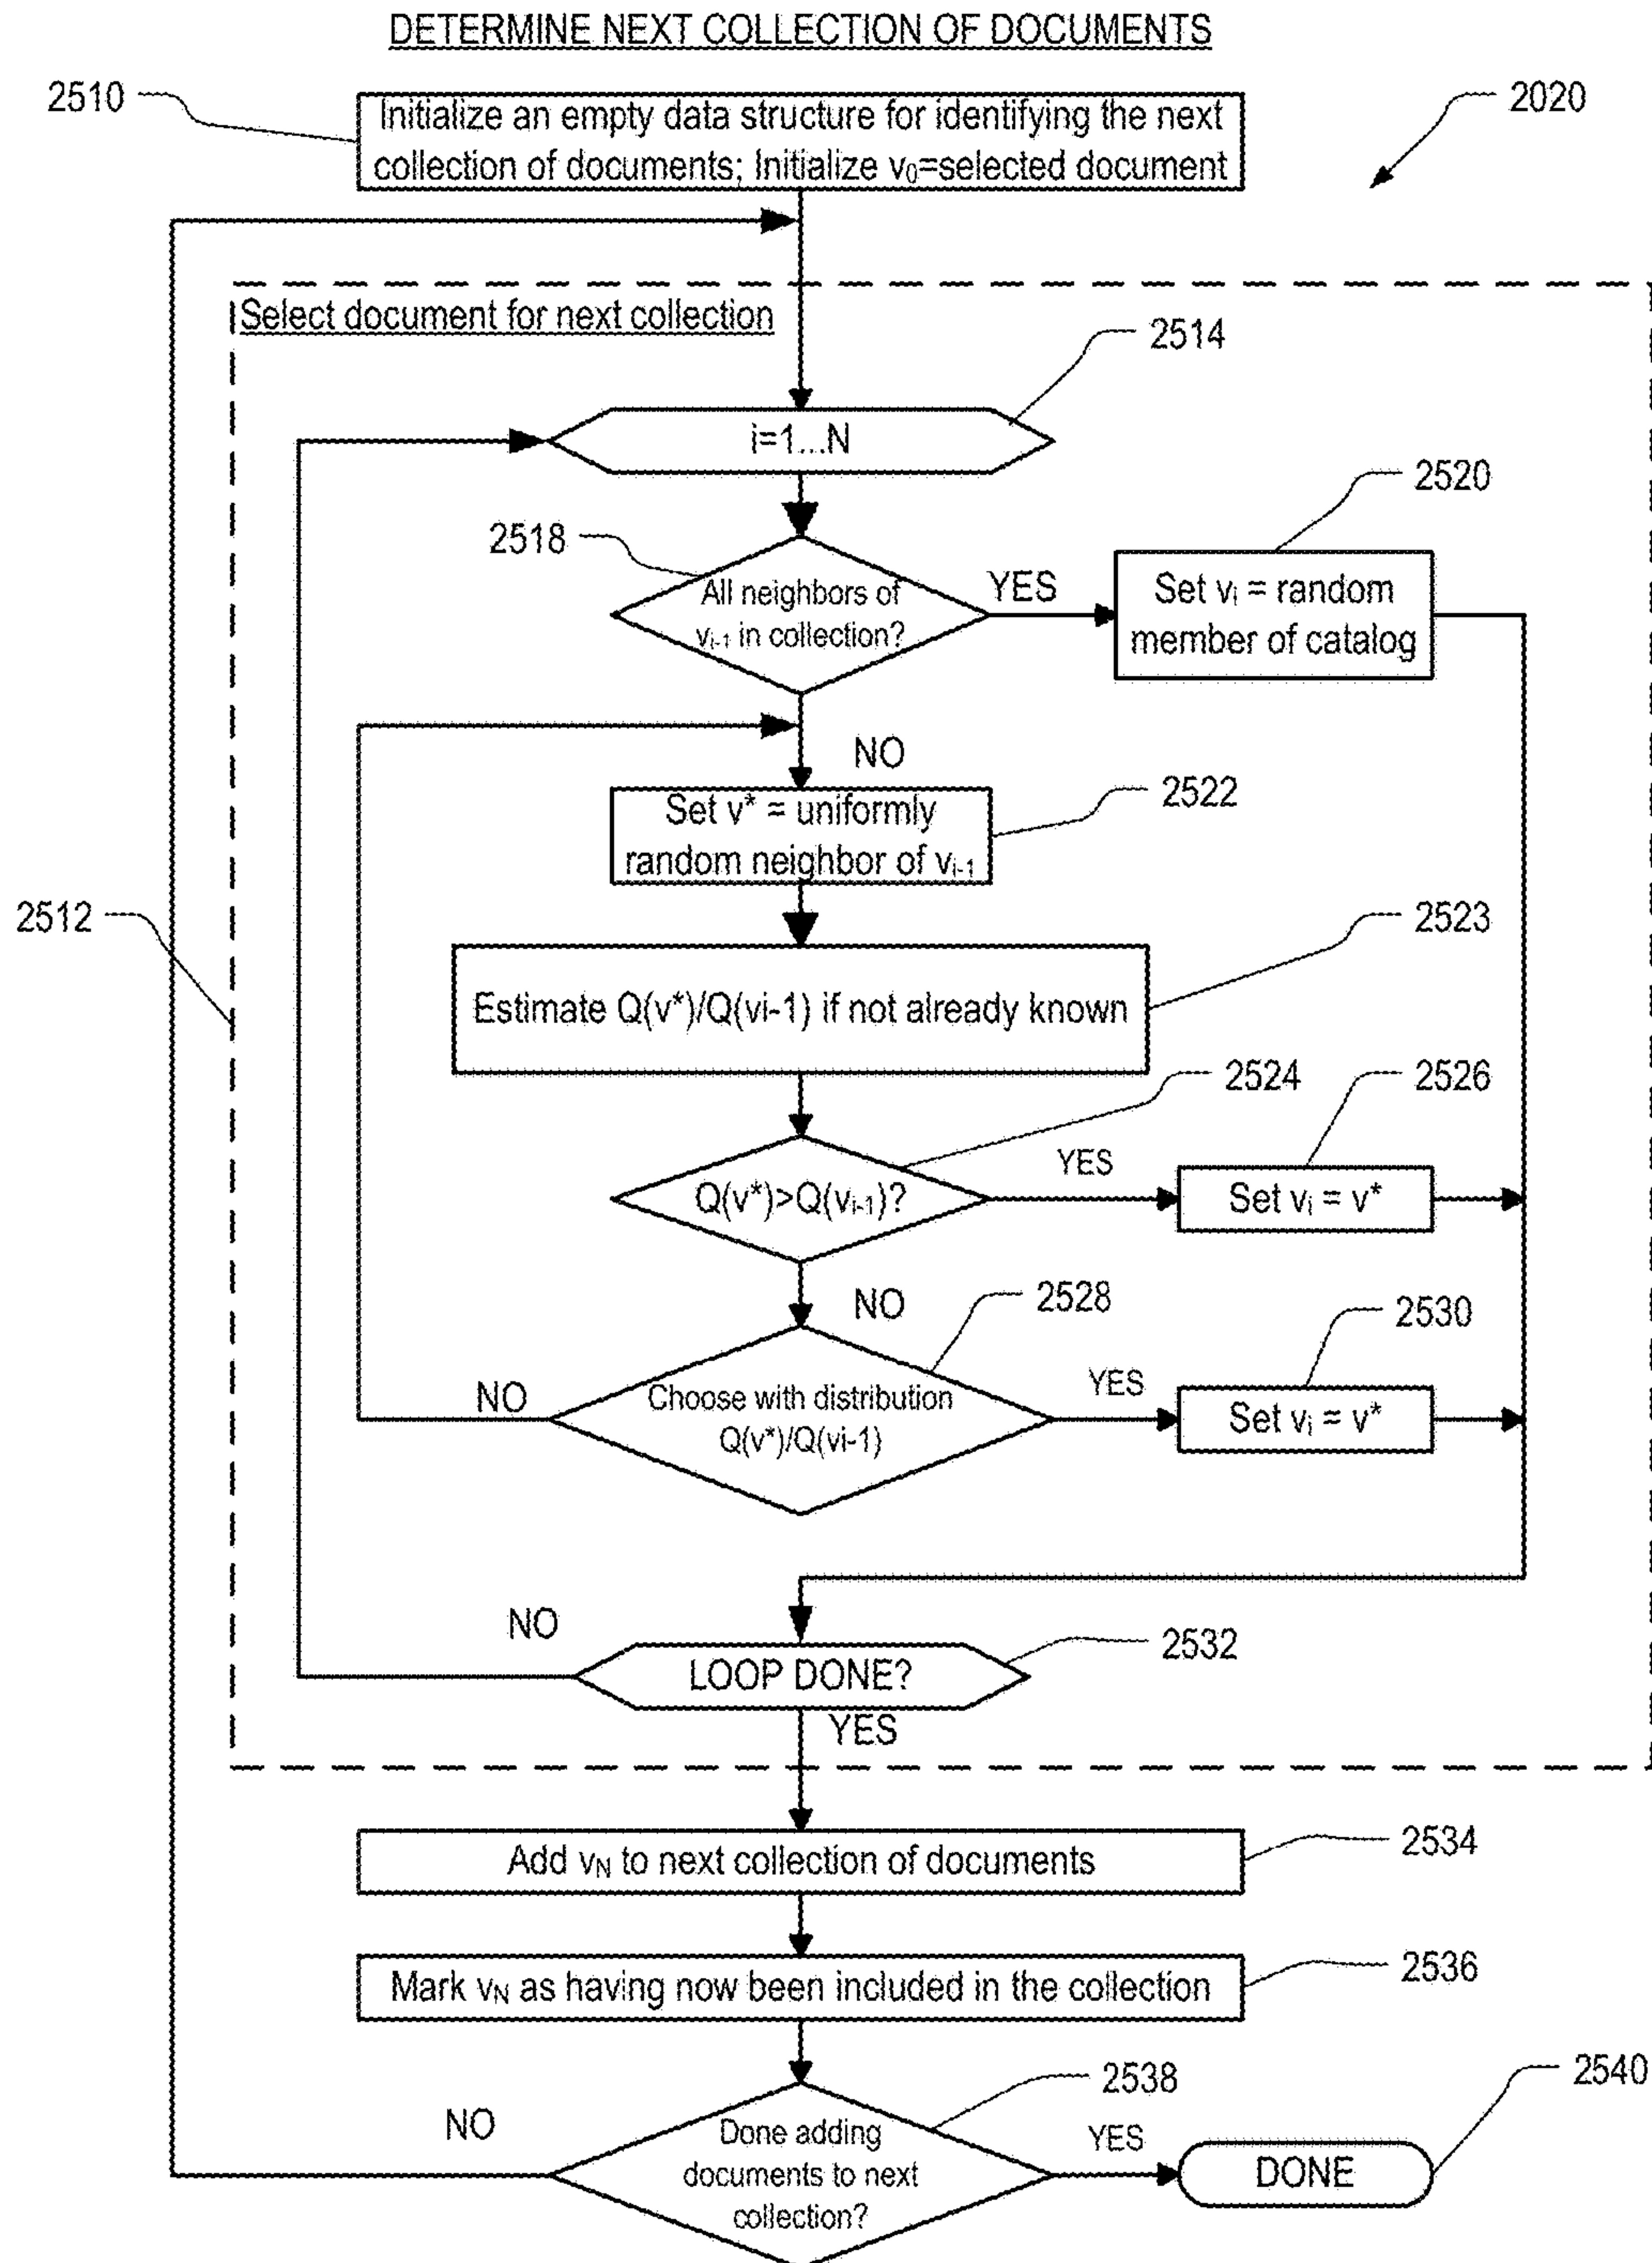 DETERMINE NEXT COLLECTION OF DOCUMENTS
2510
2020
Initialize an empty data structure for identifying the next
collection of documents; Initialize v₀=selected document
Select document for next collection
2514
i=1...N
2520
2518
All neighbors of
vᵢ₋₁ in collection?
YES
Set vᵢ = random
member of catalog
NO
2522
Set v* = uniformly
random neighbor of vᵢ₋₁
2512
2523
Estimate Q(v*)/Q(vi-1) if not already known
2524
2526
Q(v*)>Q(vᵢ₋₁)?
YES
Set vᵢ = v*
NO
2528
2530
NO
Choose with distribution
Q(v*)/Q(vi-1)
YES
Set vᵢ = v*
NO
2532
LOOP DONE?
YES
2534
Add v_N to next collection of documents
2536
Mark v_N as having now been included in the collection
2538
2540
NO
Done adding
documents to next
collection?
YES
DONE